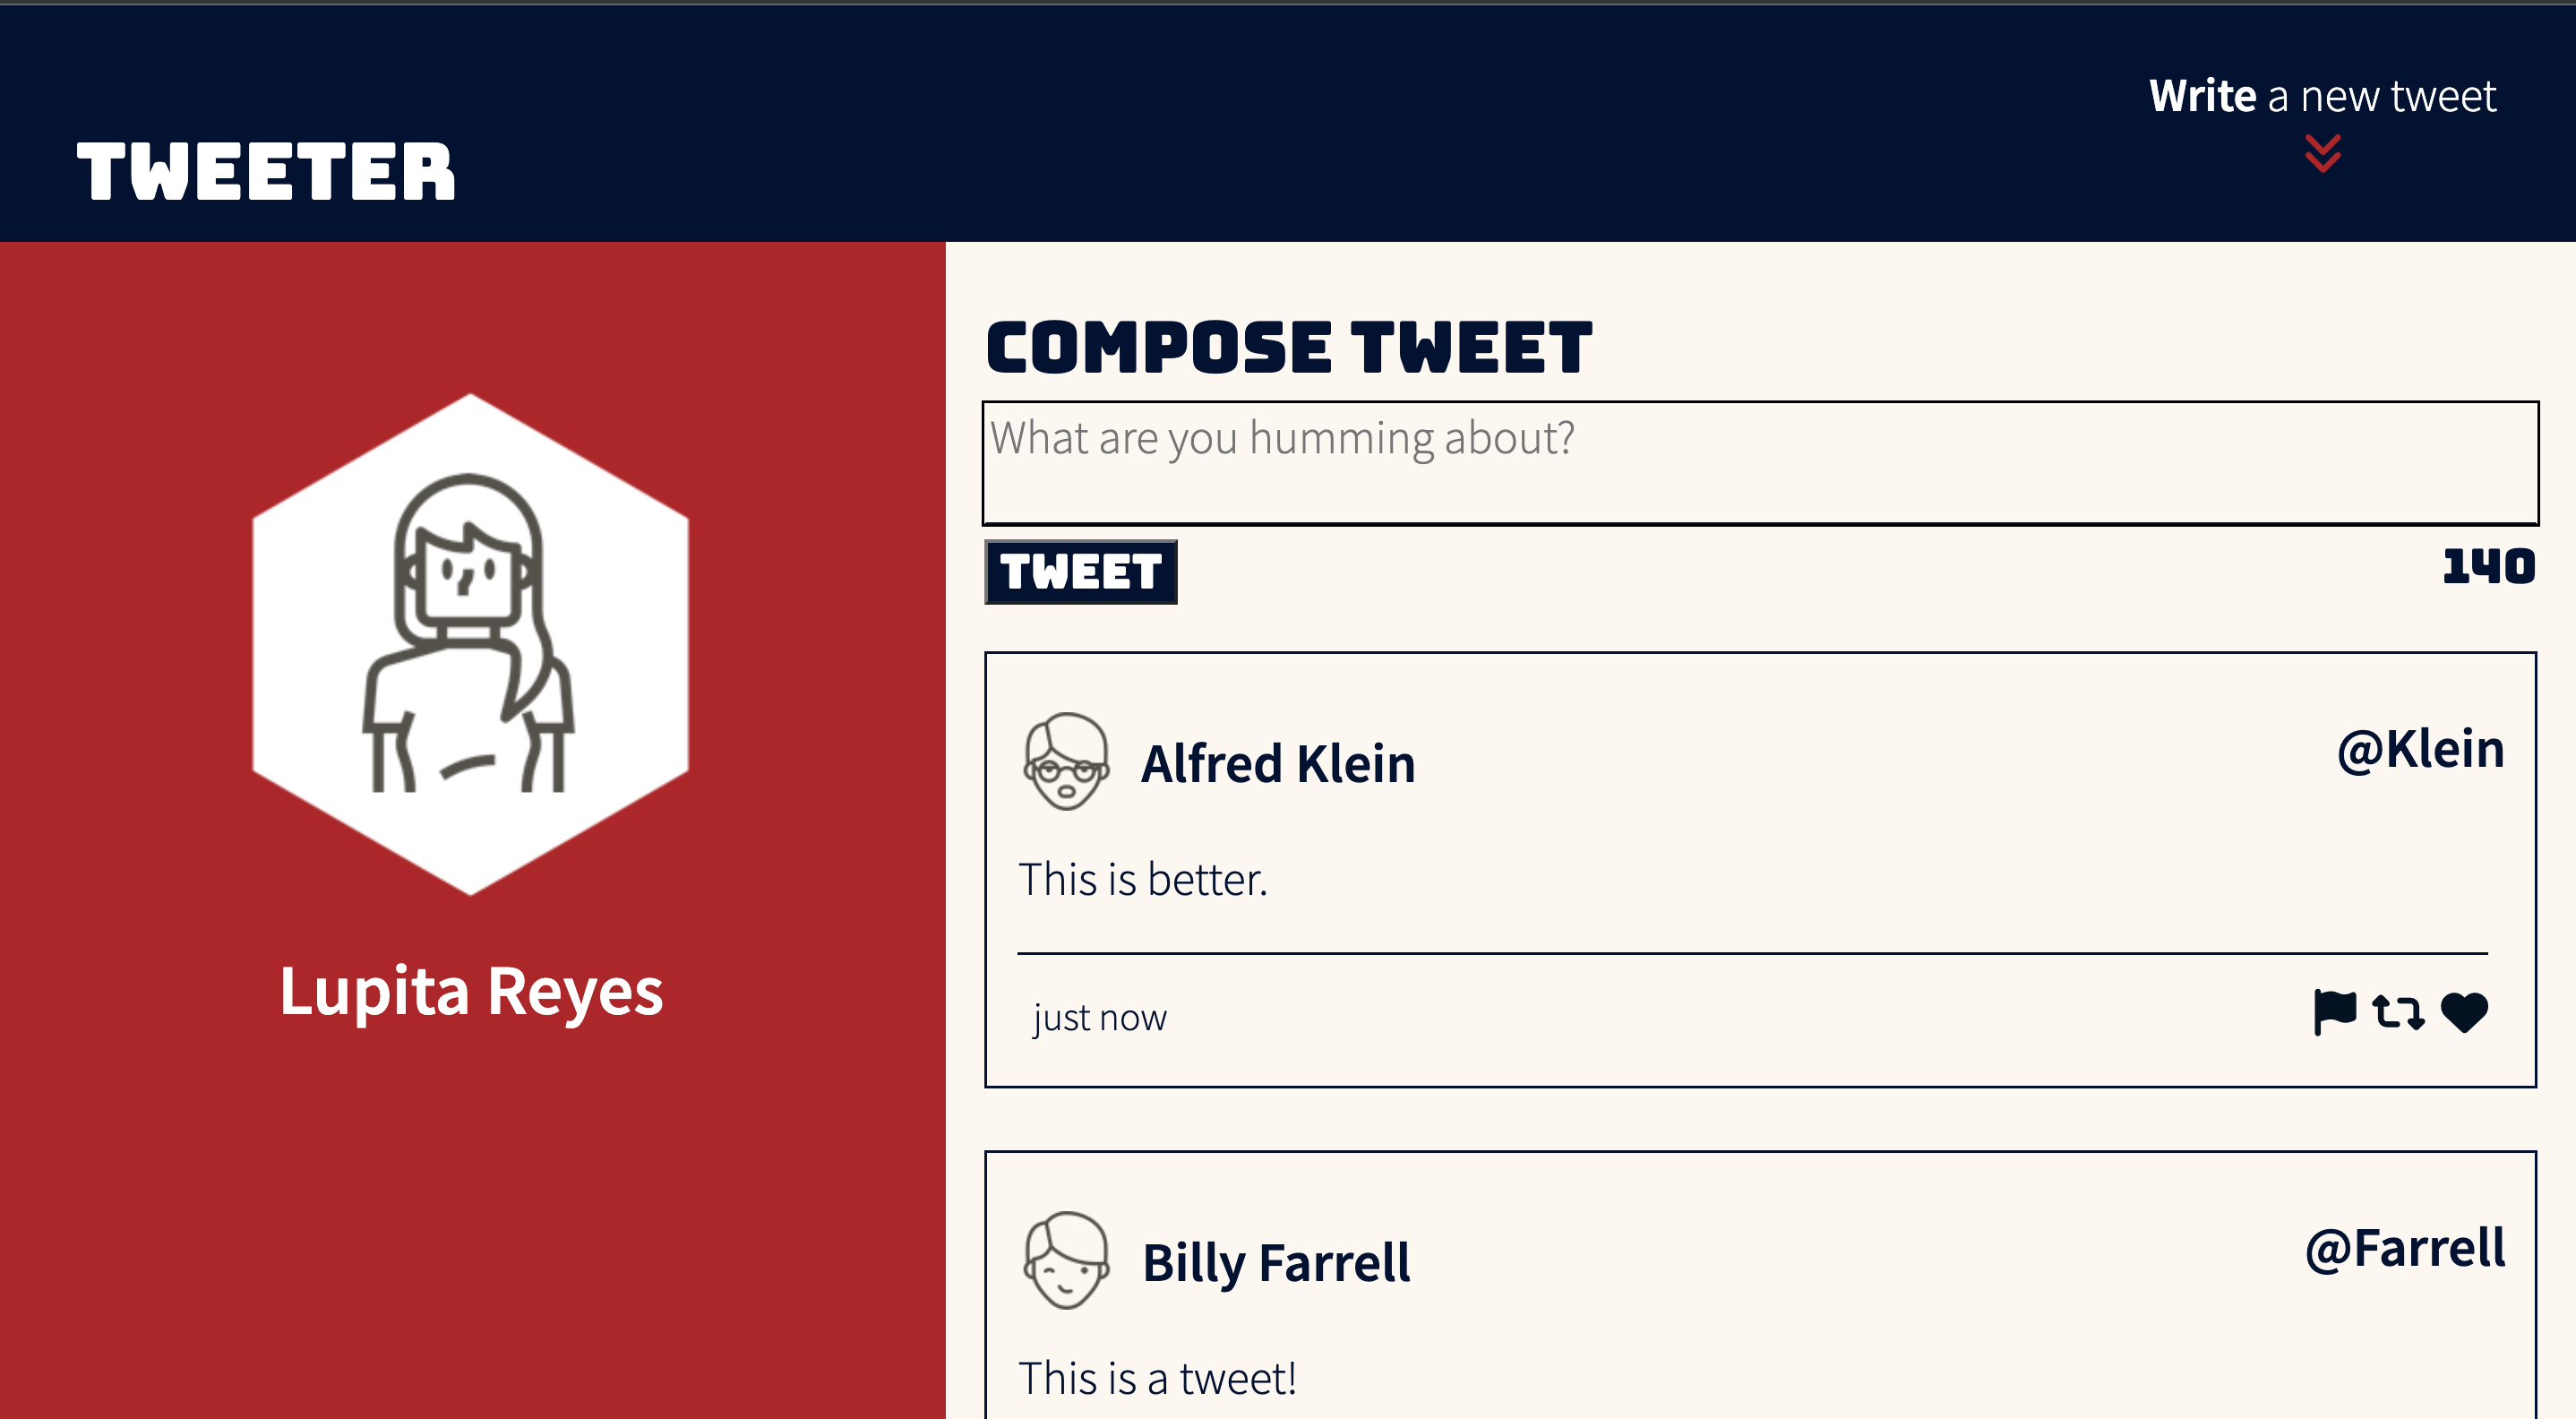 Write a new tweet
TWEETER
Lupita Reyes
COMPOSE TWEET
What are you humming about?
TWEET
140
Alfred Klein
@Klein
This is better.
just now
Billy Farrell
@Farrell
This is a tweet!